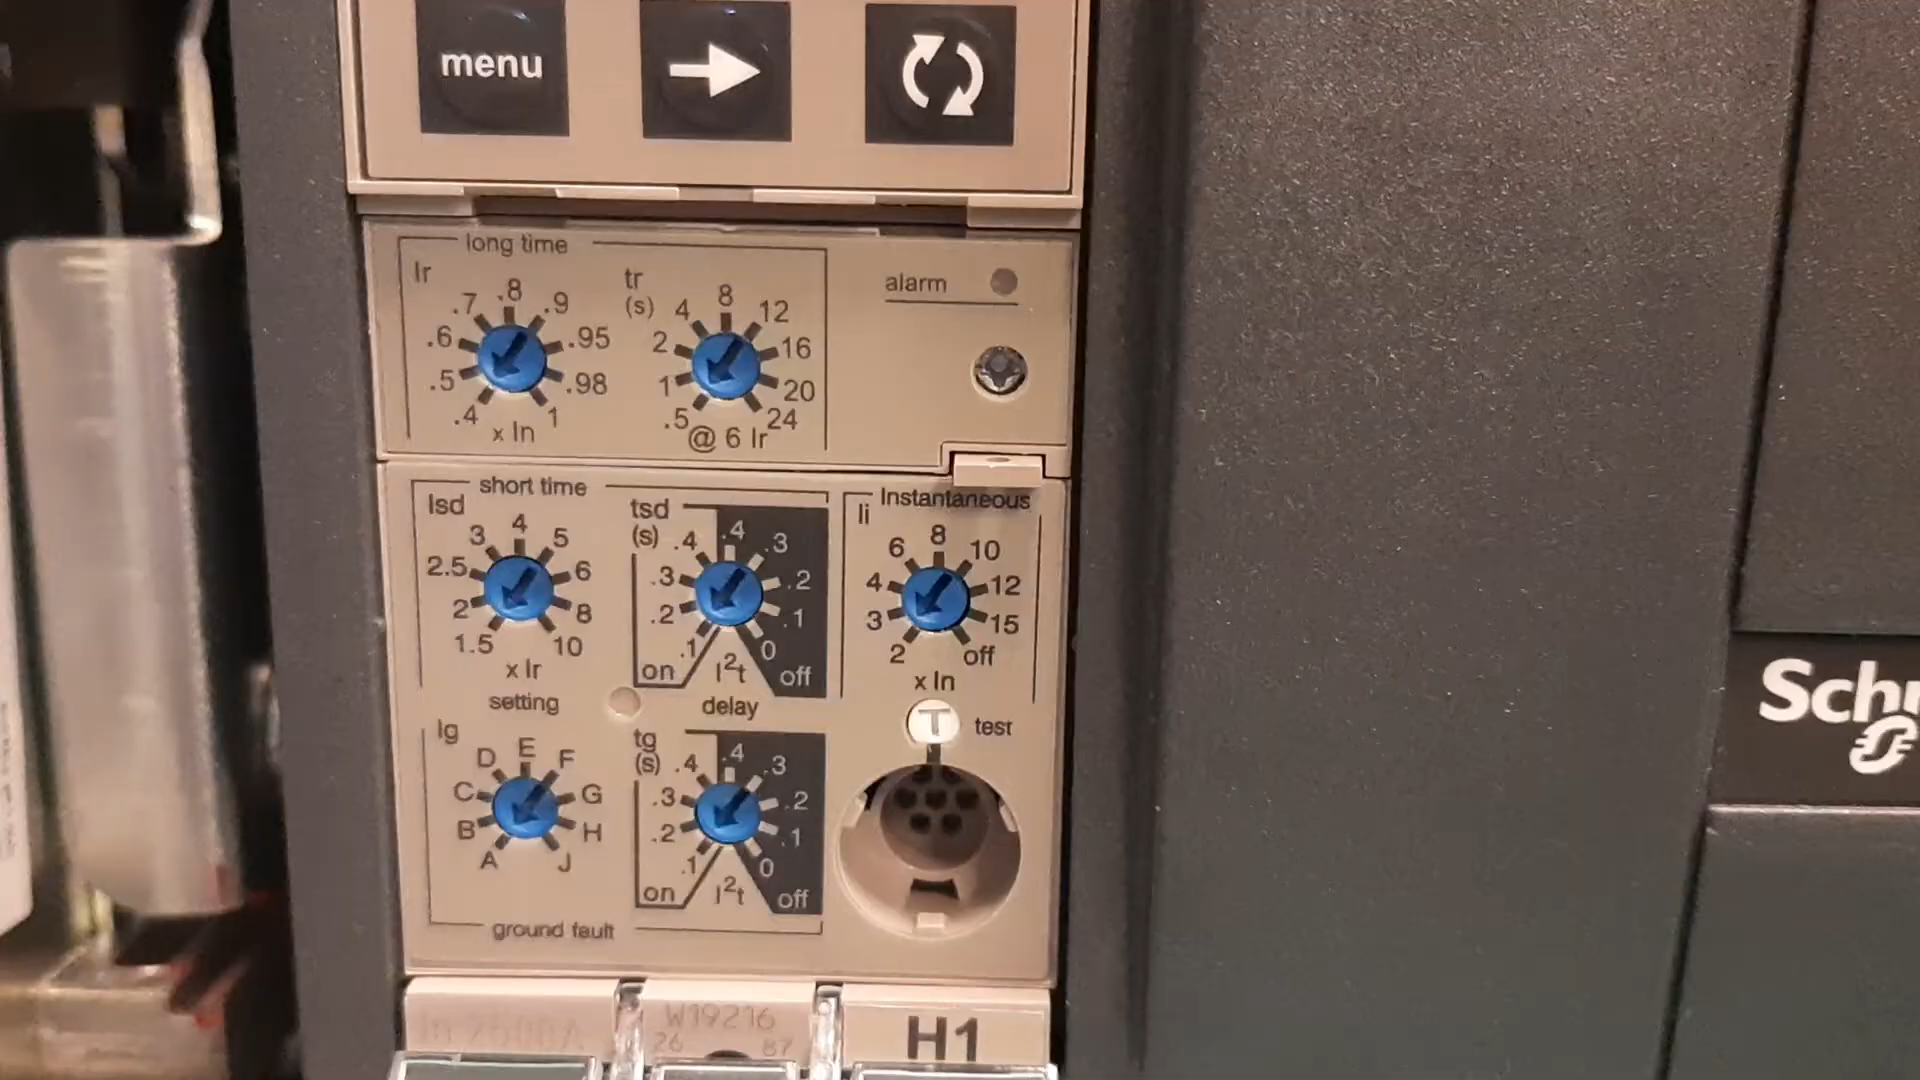 menu
long time
Ir
.4 .5 .6 .7 .8 .9 .95 .98 1
x In
tr
(s)
.5 1 2 4 8 12 16 20 24
@ 6 Ir
alarm
short time
Isd
1.5 2 2.5 3 4 5 6 8 10
x Ir
setting
tsd
(s)
.1 .2 .3 .4 .4 .3 .2 .1 0
on I²t off
delay
Instantaneous
Ii
2 3 4 6 8 10 12 15 off
x In
T test
Ig
A B C D E F G H J
tg
(s)
.1 .2 .3 .4 .4 .3 .2 .1 0
on I²t off
ground fault
W19216
26 87
H1